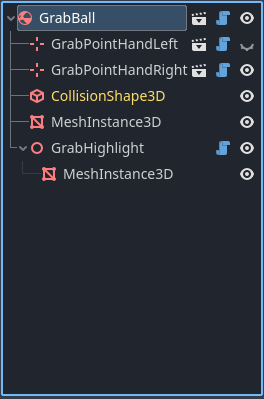 GrabBall
GrabPointHandLeft
GrabPointHandRight
CollisionShape3D
MeshInstance3D
GrabHighlight
MeshInstance3D